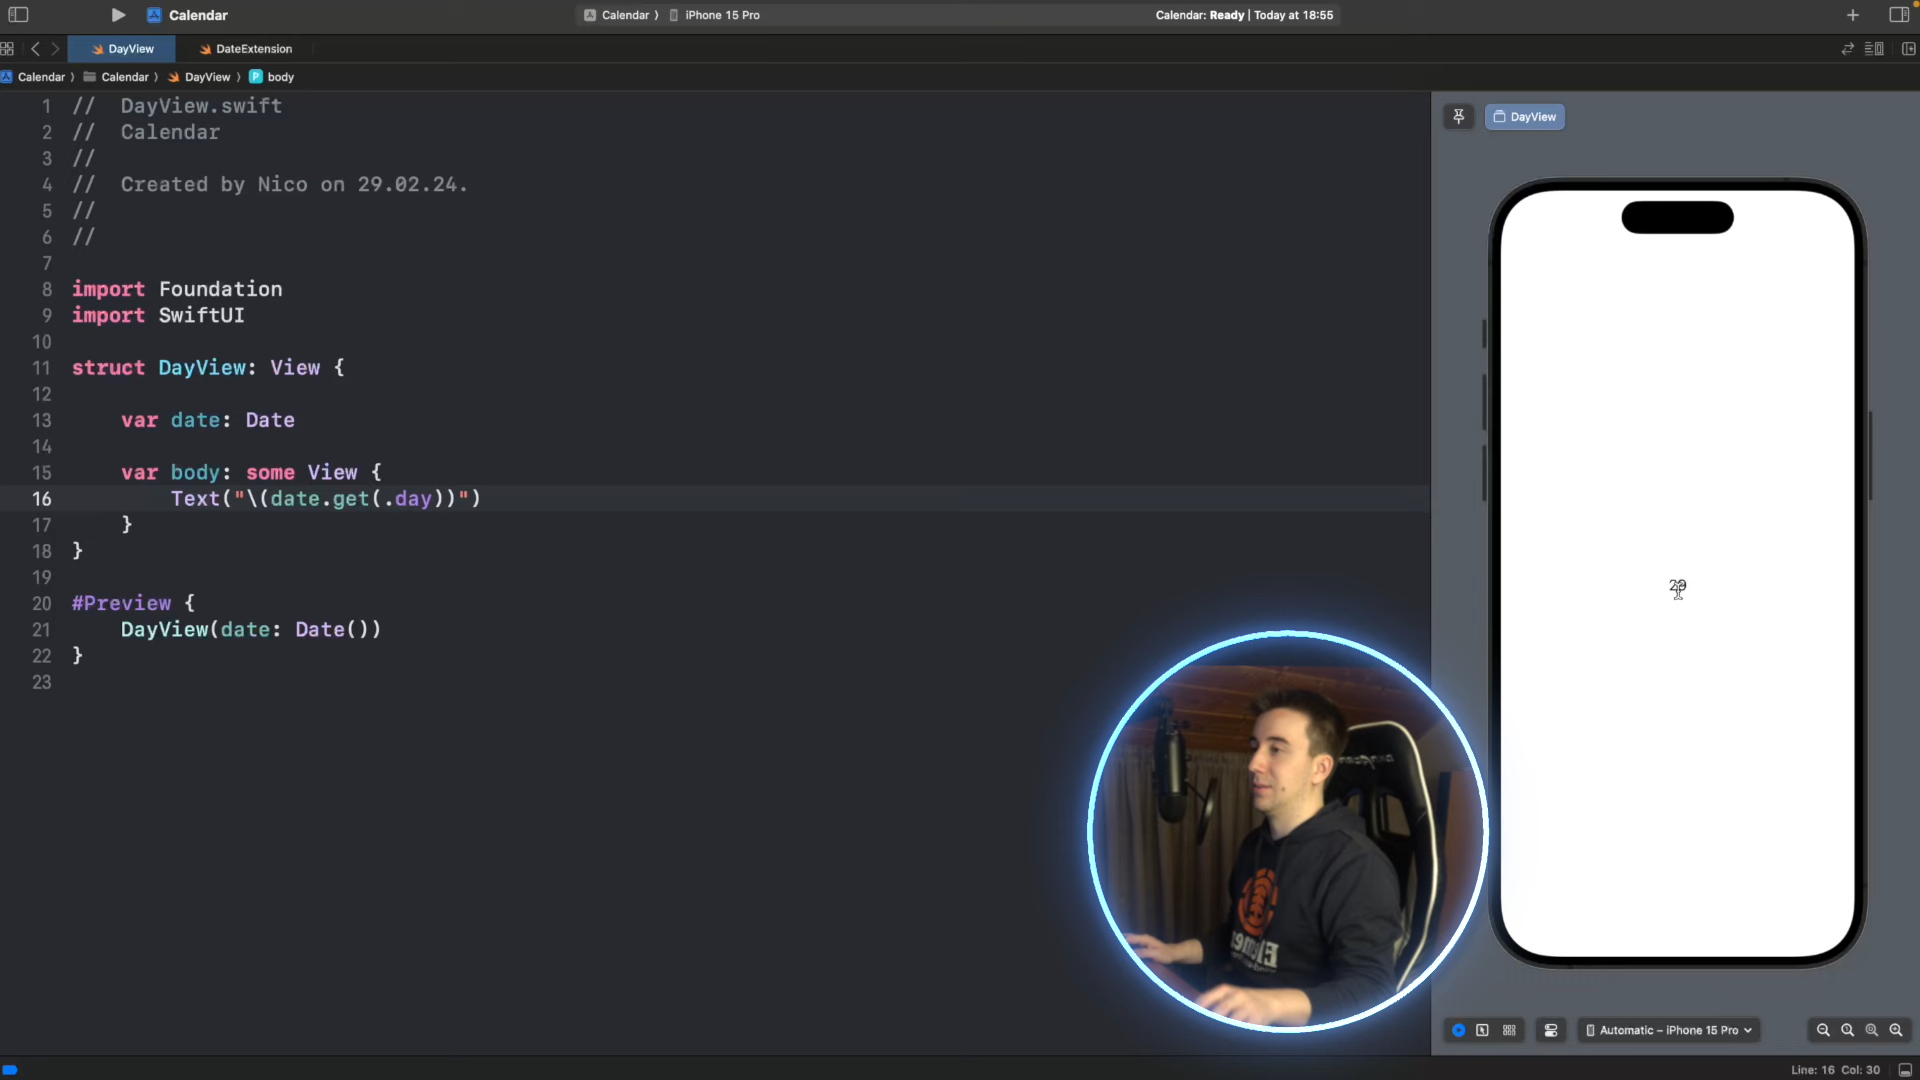 Calendar
Calendar 〉 iPhone 15 Pro
Calendar: Ready | Today at 18:55
DayView
DateExtension
Calendar 〉 Calendar 〉 DayView 〉 P body
1 // DayView.swift
2 // Calendar
3 //
4 // Created by Nico on 29.02.24.
5 //
6 //
7
8 import Foundation
9 import SwiftUI
10
11 struct DayView: View {
12
13 var date: Date
14
15 var body: some View {
16 Text("\(date.get(.day))")
17 }
18 }
19
20 #Preview {
21 DayView(date: Date())
22 }
23
DayView
29
Automatic – iPhone 15 Pro
Line: 16 Col: 30